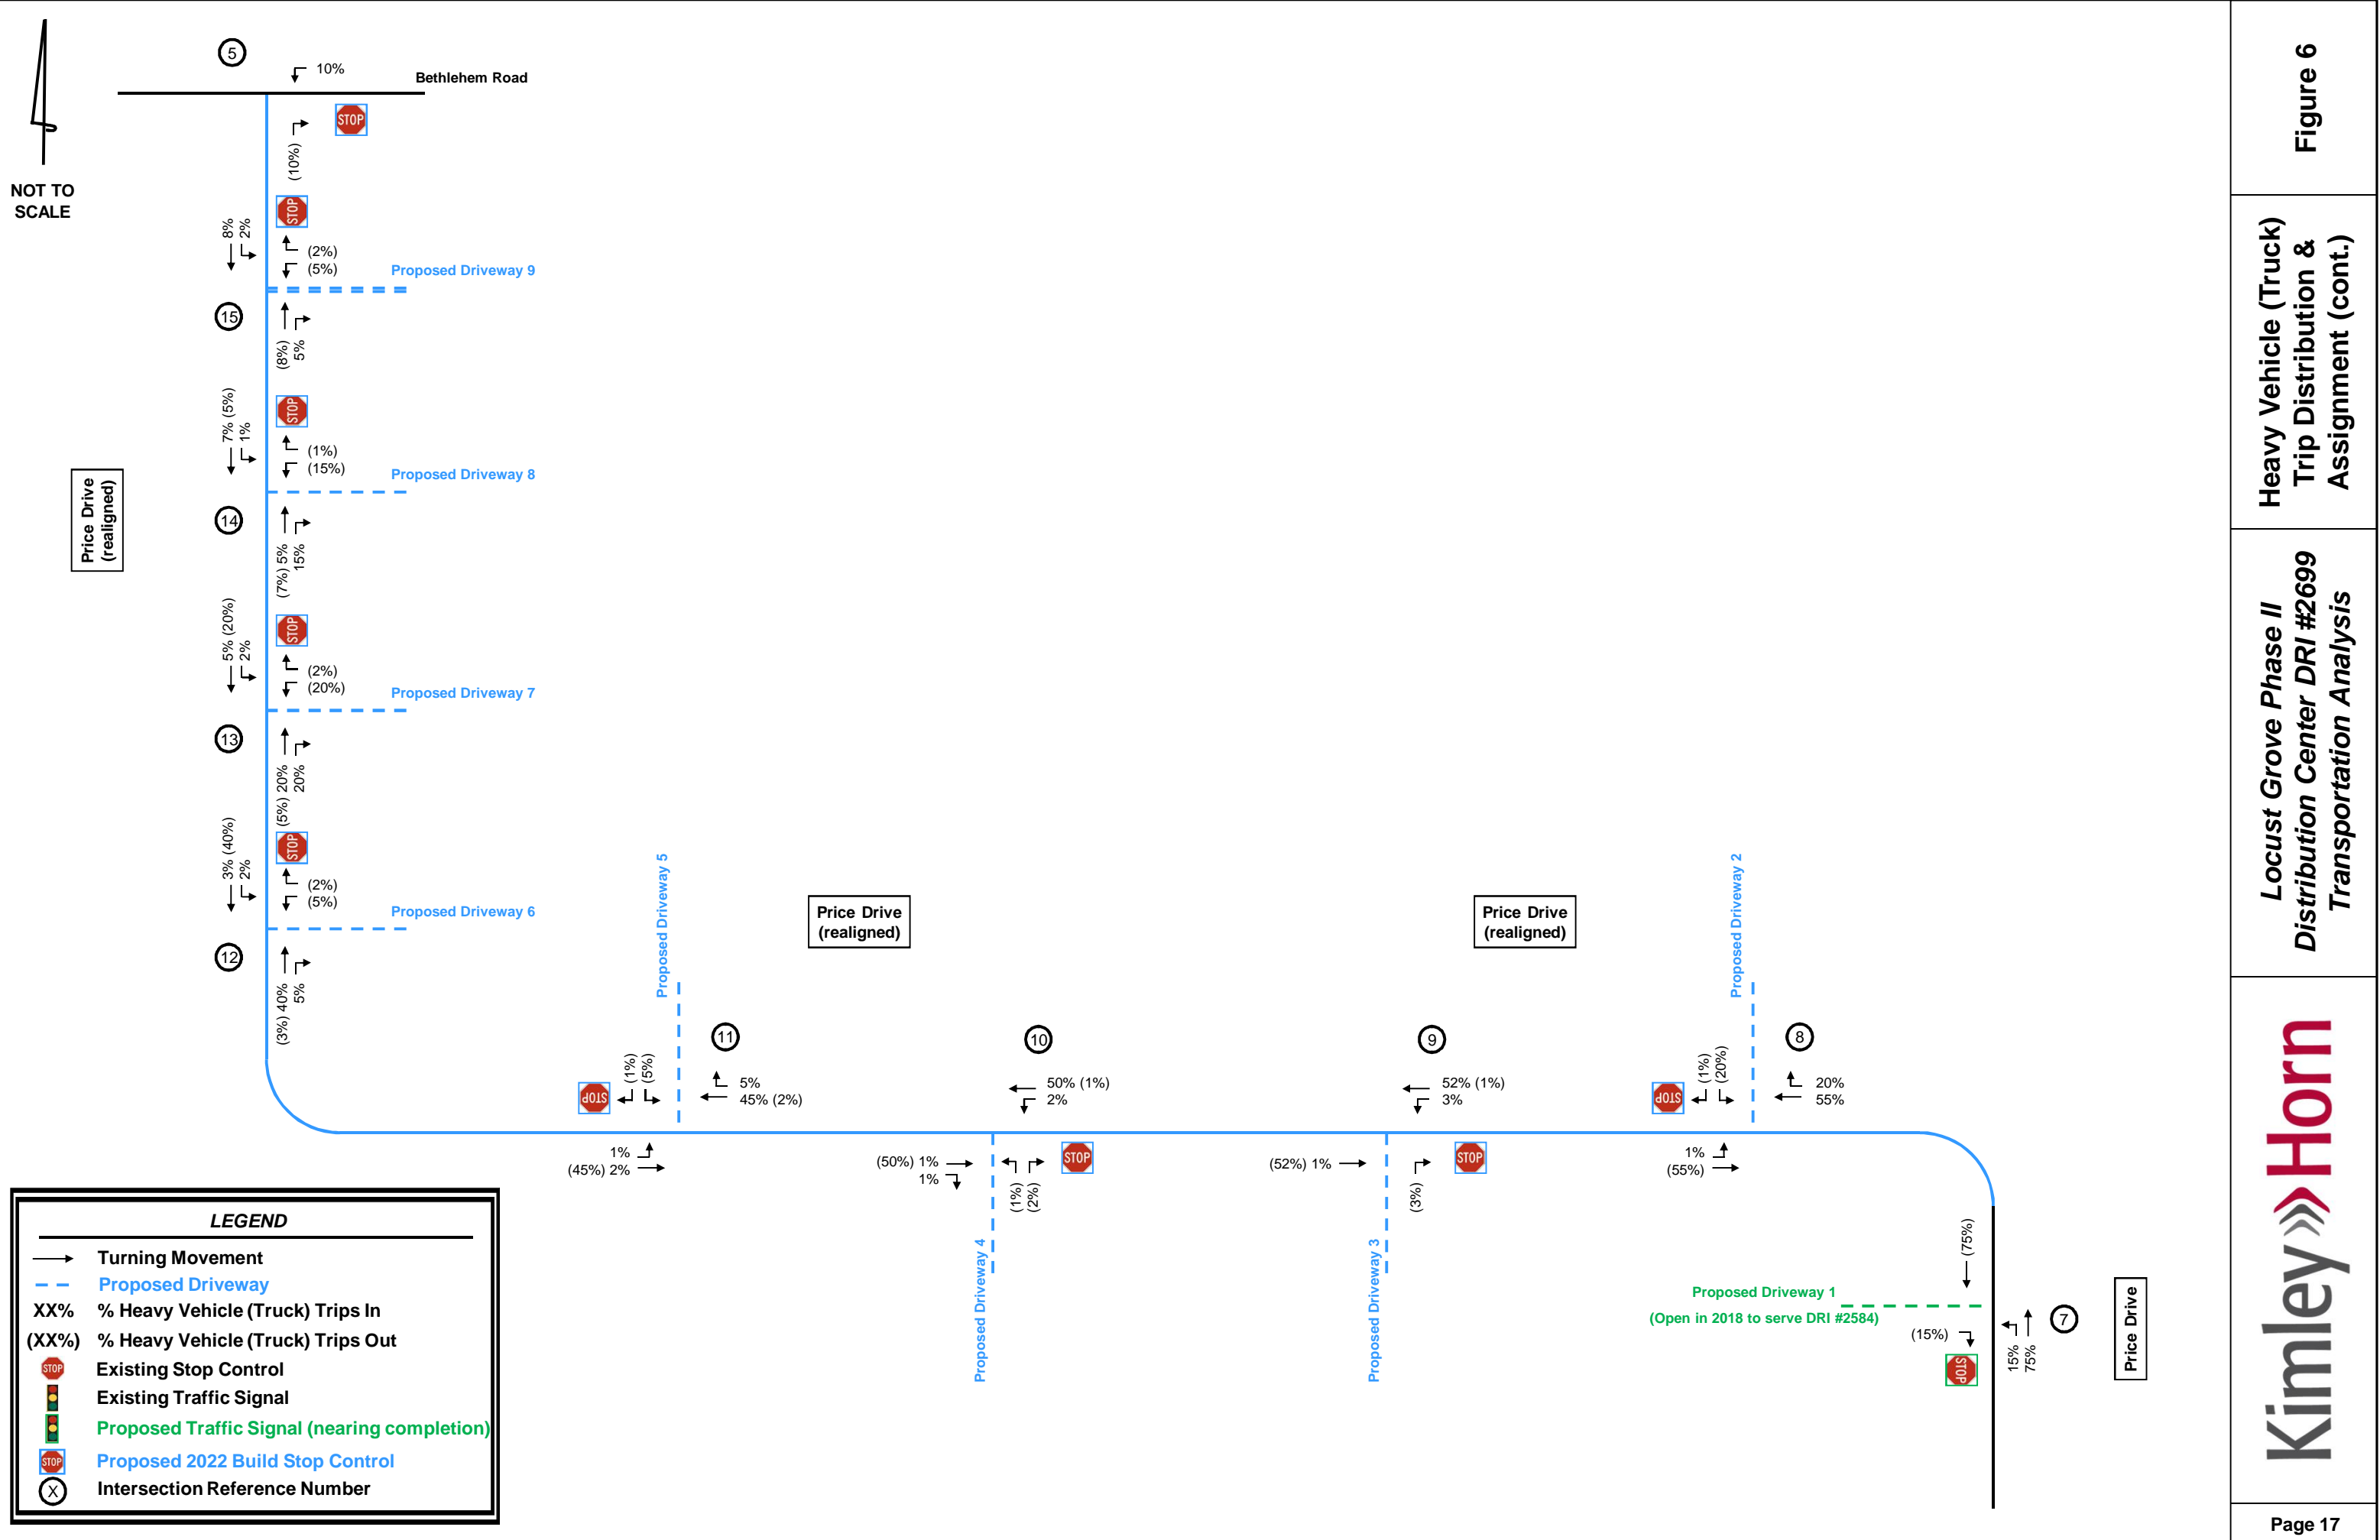 5
10%
Bethlehem Road
STOP
(10%)
NOT TO
SCALE
STOP
8%
2%
(2%)
(5%)
Proposed Driveway 9
15
(8%)
5%
STOP
7% (5%)
1%
(1%)
(15%)
Proposed Driveway 8
Price Drive
(realigned)
14
(7%) 5%
15%
STOP
5% (20%)
2%
(2%)
(20%)
Proposed Driveway 7
13
(5%) 20%
20%
STOP
3% (40%)
2%
(2%)
(5%)
Proposed Driveway 6
12
(3%) 40%
5%
Proposed Driveway 5
Price Drive
(realigned)
Price Drive
(realigned)
Proposed Driveway 2
11
10
9
8
STOP
(1%)
(5%)
5%
45% (2%)
50% (1%)
2%
52% (1%)
3%
STOP
(1%)
(20%)
20%
55%
1%
(45%) 2%
(50%) 1%
1%
(1%)
(2%)
STOP
(52%) 1%
(3%)
STOP
1%
(55%)
Proposed Driveway 4
Proposed Driveway 3
(75%)
Proposed Driveway 1
(Open in 2018 to serve DRI #2584)
(15%)
STOP
15%
75%
7
Price Drive
LEGEND
Turning Movement
Proposed Driveway
XX% % Heavy Vehicle (Truck) Trips In
(XX%) % Heavy Vehicle (Truck) Trips Out
STOP Existing Stop Control
Existing Traffic Signal
Proposed Traffic Signal (nearing completion)
STOP Proposed 2022 Build Stop Control
X Intersection Reference Number
Figure 6
Heavy Vehicle (Truck)
Trip Distribution &
Assignment (cont.)
Locust Grove Phase II
Distribution Center DRI #2699
Transportation Analysis
Kimley»Horn
Page 17